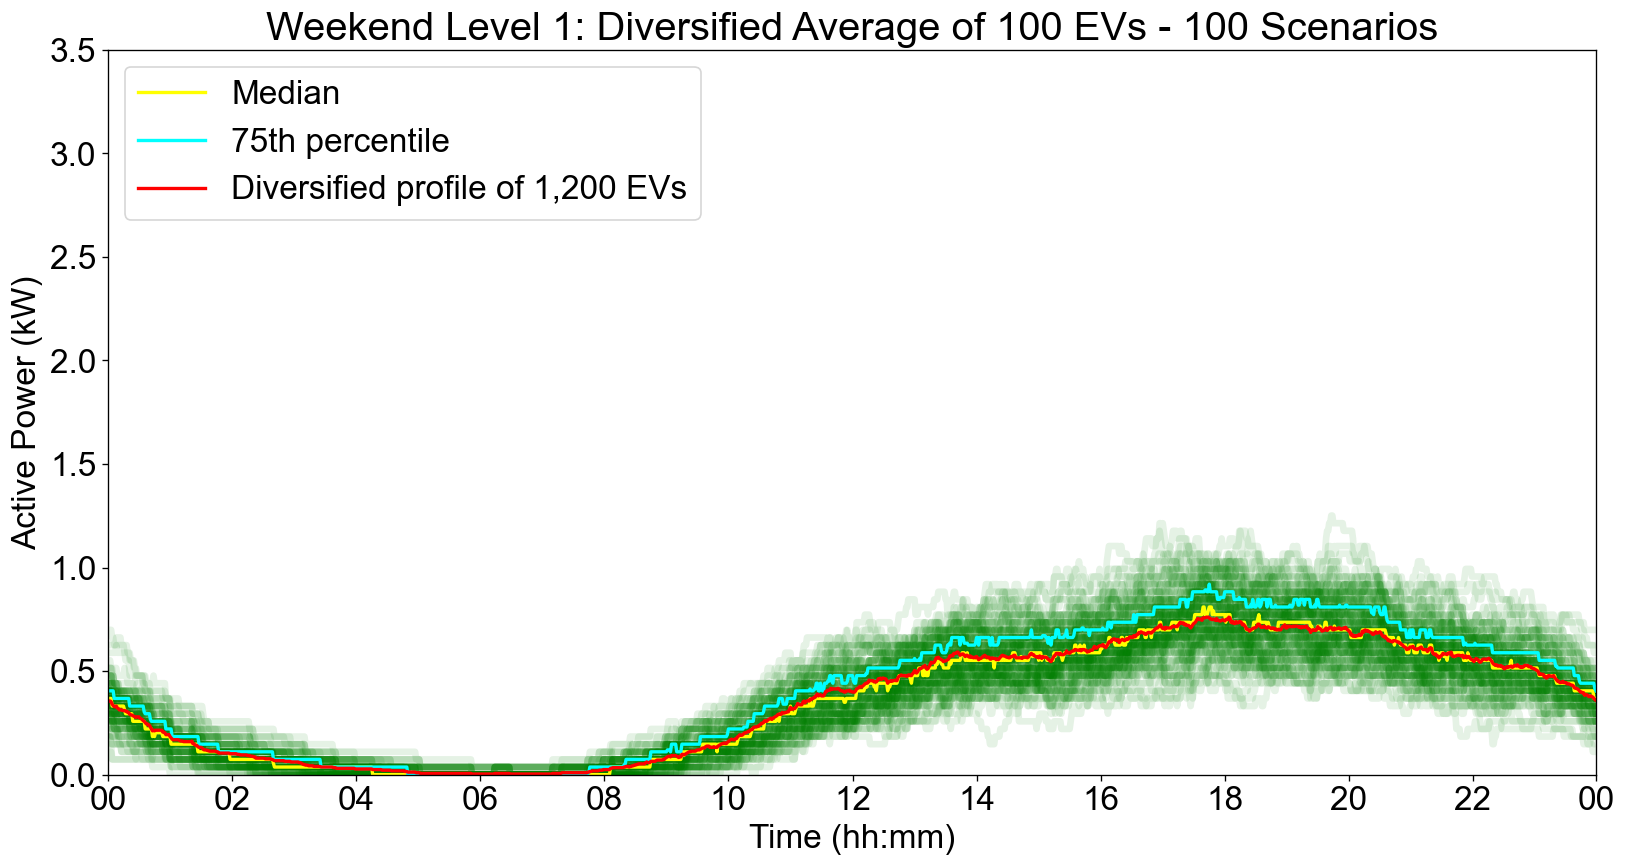 Weekend Level 1: Diversified Average of 100 EVs - 100 Scenarios
Median
75th percentile
Diversified profile of 1,200 EVs
Active Power (kW)
3.5
3.0
2.5
2.0
1.5
1.0
0.5
0.0
00 02 04 06 08 10 12 14 16 18 20 22 00
Time (hh:mm)